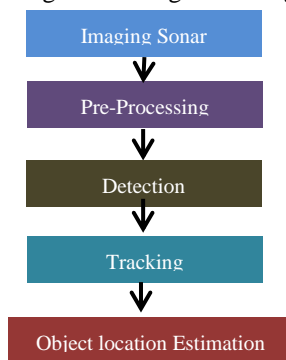 Imaging Sonar
Pre-Processing
Detection
Tracking
Object location Estimation